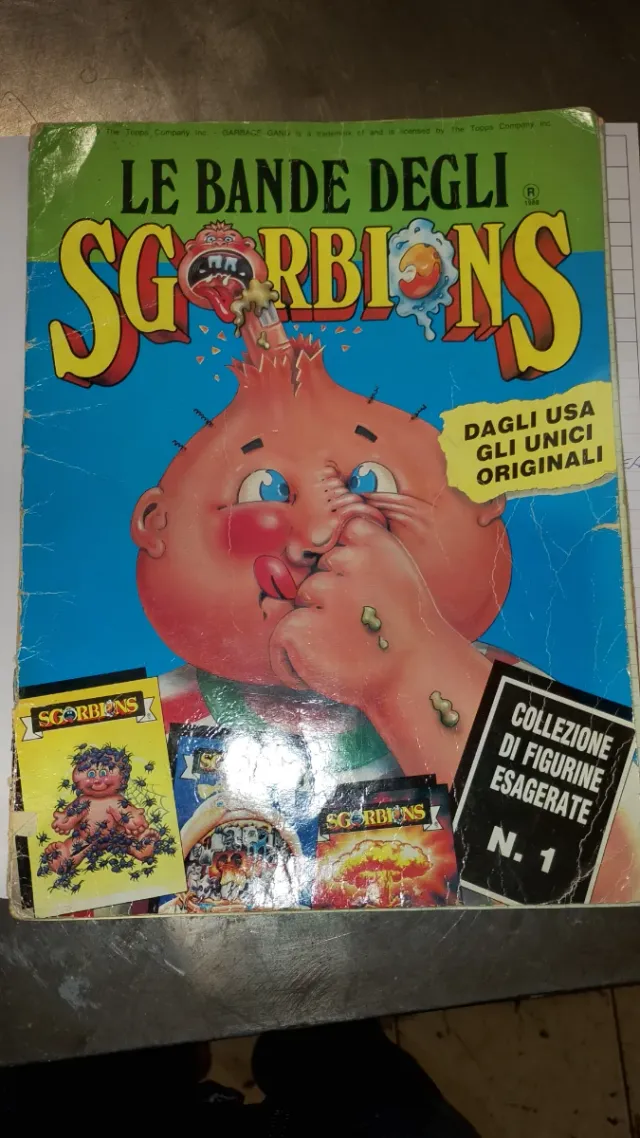 The Topps Company Inc. - GARBAGE GANG is a trademark of and is licensed by The Topps Company Inc.
LE BANDE DEGLI
R
1988
SGORBIONS
DAGLI USA
GLI UNICI
ORIGINALI
SGORBIONS
SGORBIONS
COLLEZIONE
DI FIGURINE
ESAGERATE
N. 1